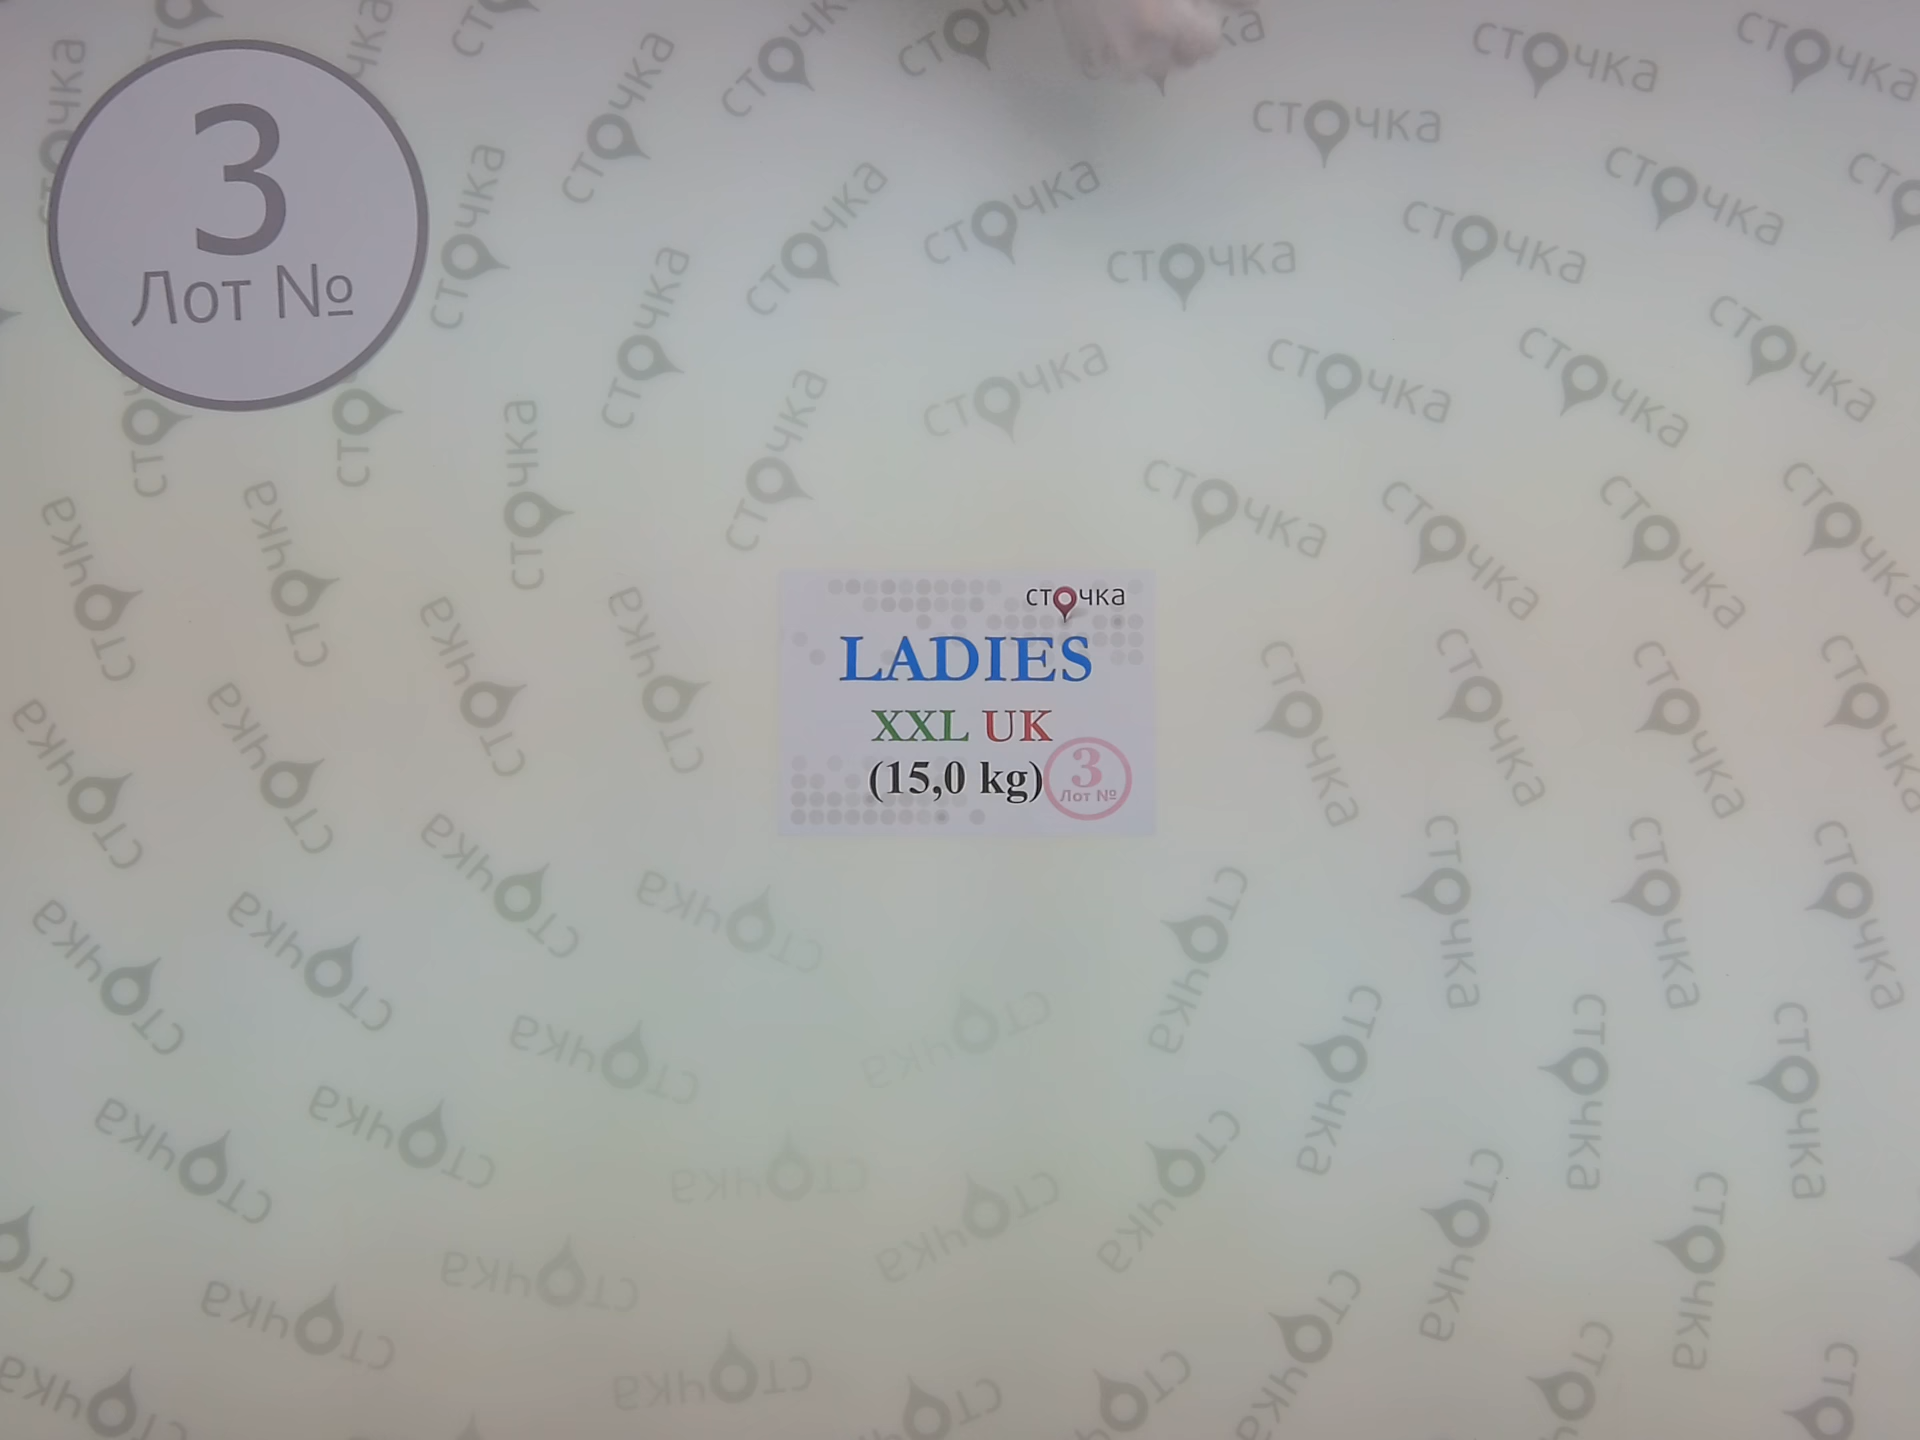 3
Лот №
сточка
LADIES
XXL UK
(15,0 kg)
3
Лот №